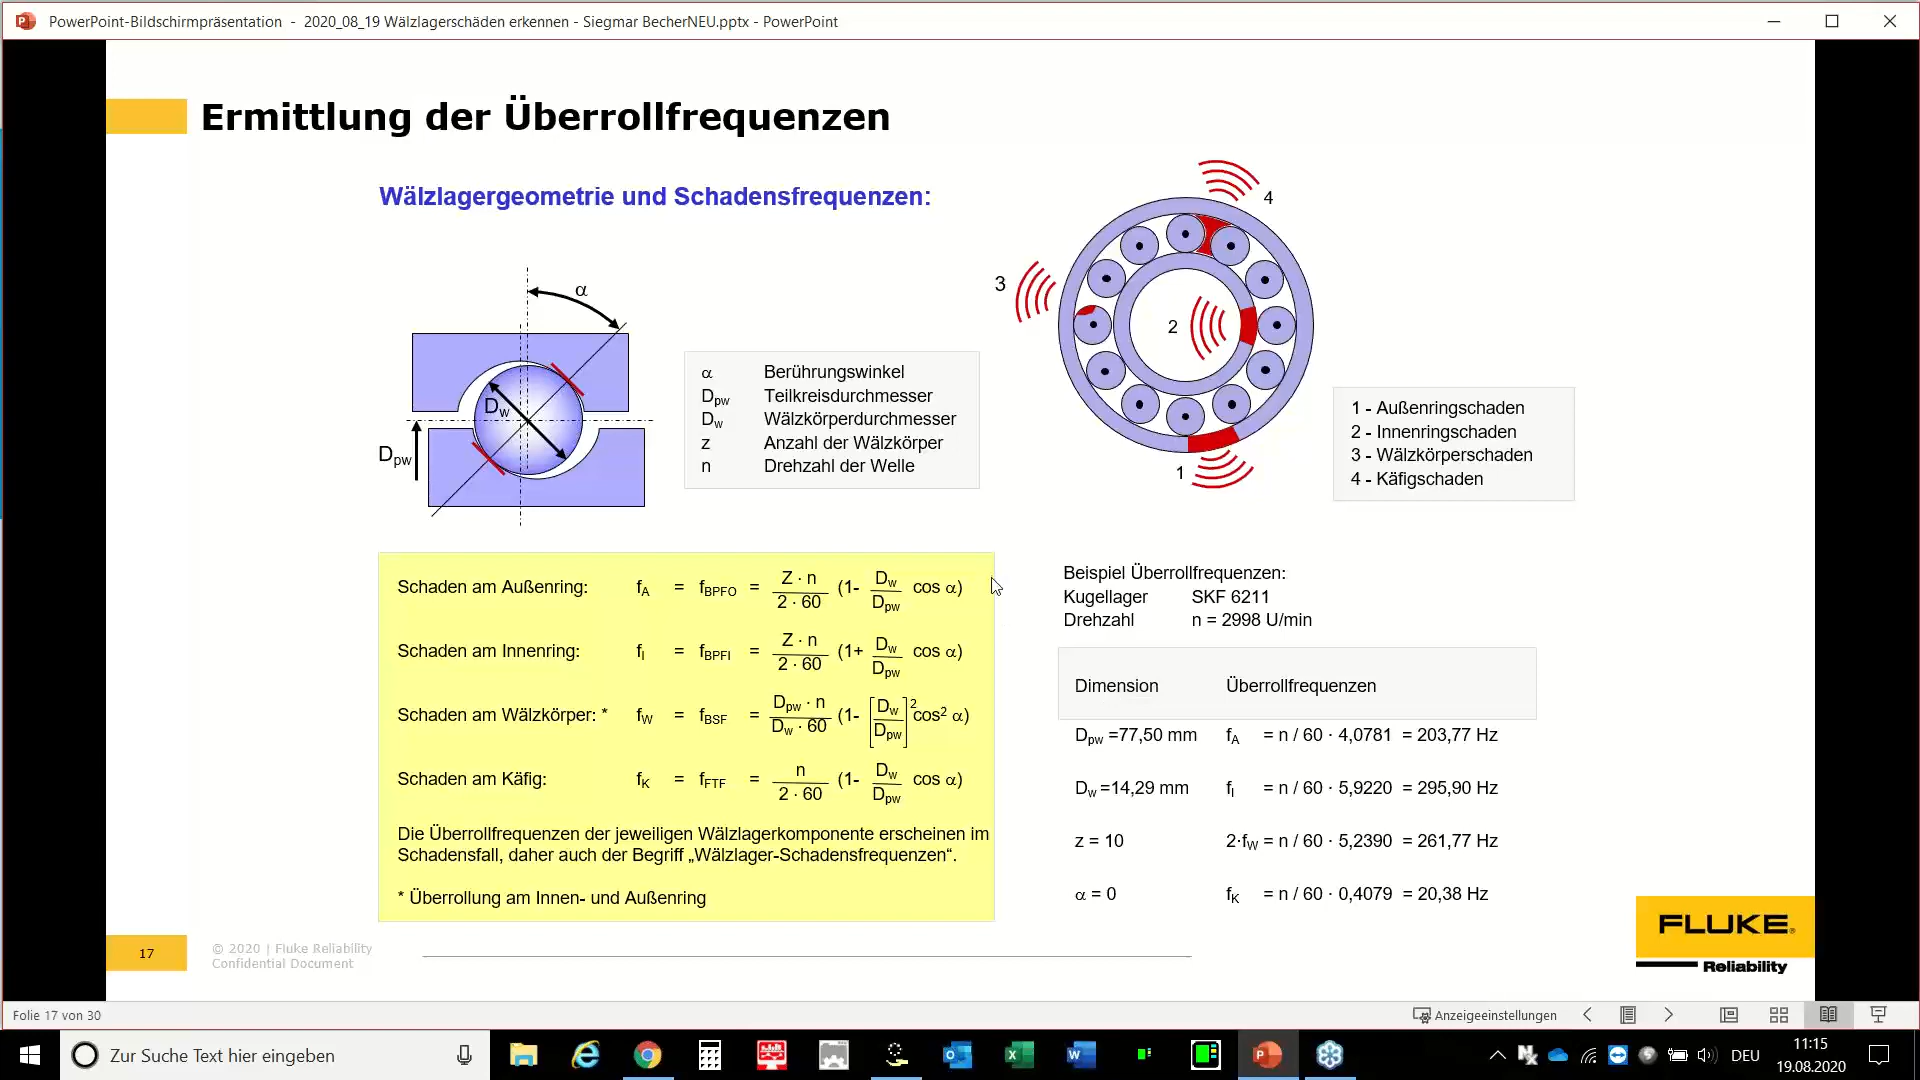 PowerPoint-Bildschirmpräsentation - 2020_08_19 Wälzlagerschäden erkennen - Siegmar BecherNEU.pptx - PowerPoint
Ermittlung der Überrollfrequenzen
Wälzlagergeometrie und Schadensfrequenzen:
α
Dw
Dpw
α Berührungswinkel
Dpw Teilkreisdurchmesser
Dw Wälzkörperdurchmesser
z Anzahl der Wälzkörper
n Drehzahl der Welle
4
3
2
1
1 - Außenringschaden
2 - Innenringschaden
3 - Wälzkörperschaden
4 - Käfigschaden
Schaden am Außenring: fA = fBPFO = Z · n / 2 · 60 (1- Dw / Dpw cos α)
Schaden am Innenring: fI = fBPFI = Z · n / 2 · 60 (1+ Dw / Dpw cos α)
Schaden am Wälzkörper: * fW = fBSF = Dpw · n / Dw · 60 (1- [Dw / Dpw]² cos² α)
Schaden am Käfig: fK = fFTF = n / 2 · 60 (1- Dw / Dpw cos α)
Die Überrollfrequenzen der jeweiligen Wälzlagerkomponente erscheinen im
Schadensfall, daher auch der Begriff „Wälzlager-Schadensfrequenzen“.
* Überrollung am Innen- und Außenring
Beispiel Überrollfrequenzen:
Kugellager SKF 6211
Drehzahl n = 2998 U/min
Dimension Überrollfrequenzen
Dpw =77,50 mm fA = n / 60 · 4,0781 = 203,77 Hz
Dw =14,29 mm fI = n / 60 · 5,9220 = 295,90 Hz
z = 10 2·fW = n / 60 · 5,2390 = 261,77 Hz
α = 0 fK = n / 60 · 0,4079 = 20,38 Hz
FLUKE®
Reliability
17
© 2020 | Fluke Reliability
Confidential Document
Folie 17 von 30
Anzeigeeinstellungen
Zur Suche Text hier eingeben
DEU
11:15
19.08.2020